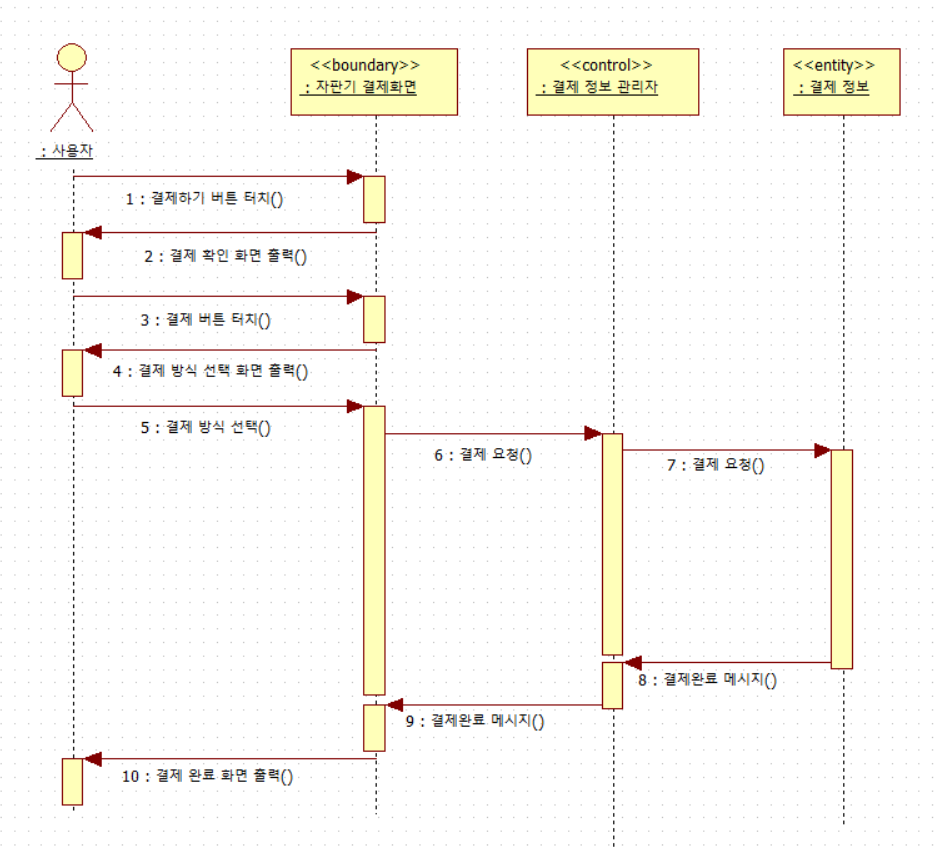 <<boundary>>
: 자판기 결제화면
<<control>>
: 결제 정보 관리자
<<entity>>
: 결제 정보
: 사용자
1 : 결제하기 버튼 터치()
2 : 결제 확인 화면 출력()
3 : 결제 버튼 터치()
4 : 결제 방식 선택 화면 출력()
5 : 결제 방식 선택()
6 : 결제 요청()
7 : 결제 요청()
8 : 결제완료 메시지()
9 : 결제완료 메시지()
10 : 결제 완료 화면 출력()